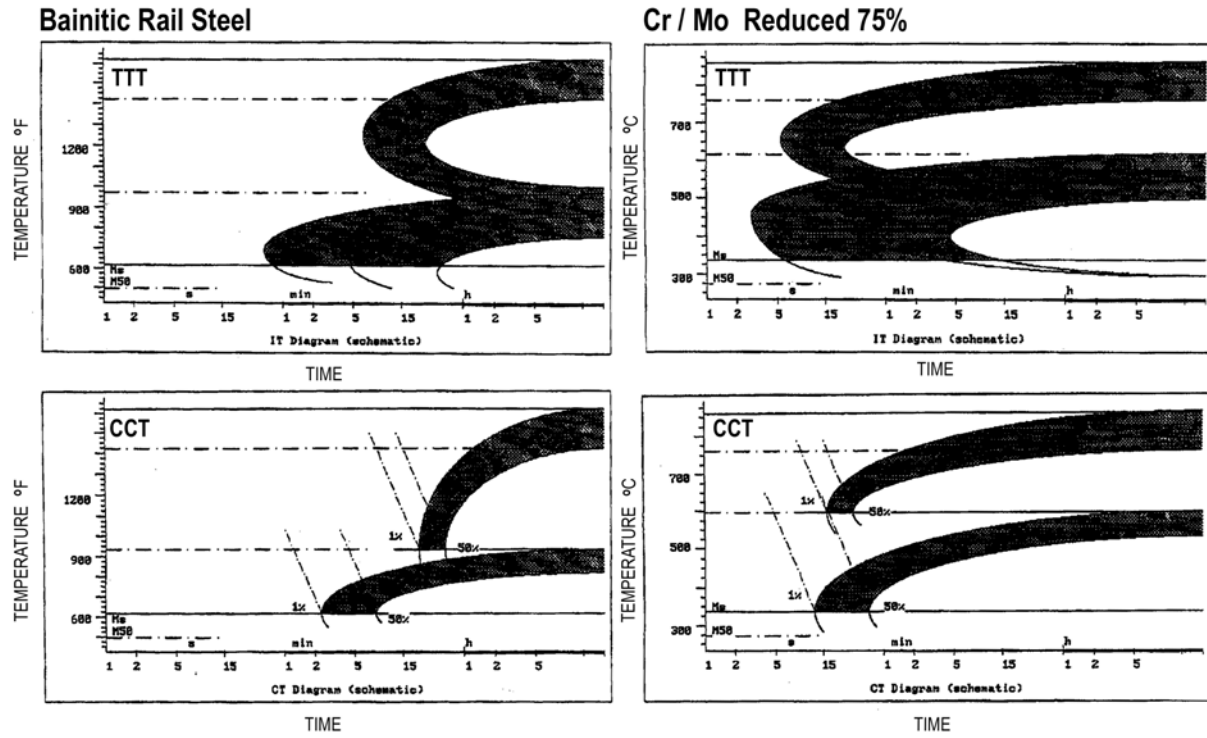 Bainitic Rail Steel
Cr / Mo Reduced 75%
TTT
TEMPERATURE ºF
1200
900
600
Ms
M50
s min h
1 2 5 15 1 2 5 15 1 2 5
IT Diagram (schematic)
TIME
TTT
TEMPERATURE ºC
700
500
300
Ms
M50
s min h
1 2 5 15 1 2 5 15 1 2 5
IT Diagram (schematic)
TIME
CCT
TEMPERATURE ºF
1200
900
600
1% 50%
1% 50%
Ms
M50
s min h
1 2 5 15 1 2 5 15 1 2 5
CT Diagram (schematic)
TIME
CCT
TEMPERATURE ºC
700
500
300
1% 50%
1% 50%
Ms
M50
s min h
1 2 5 15 1 2 5 15 1 2 5
CT Diagram (schematic)
TIME